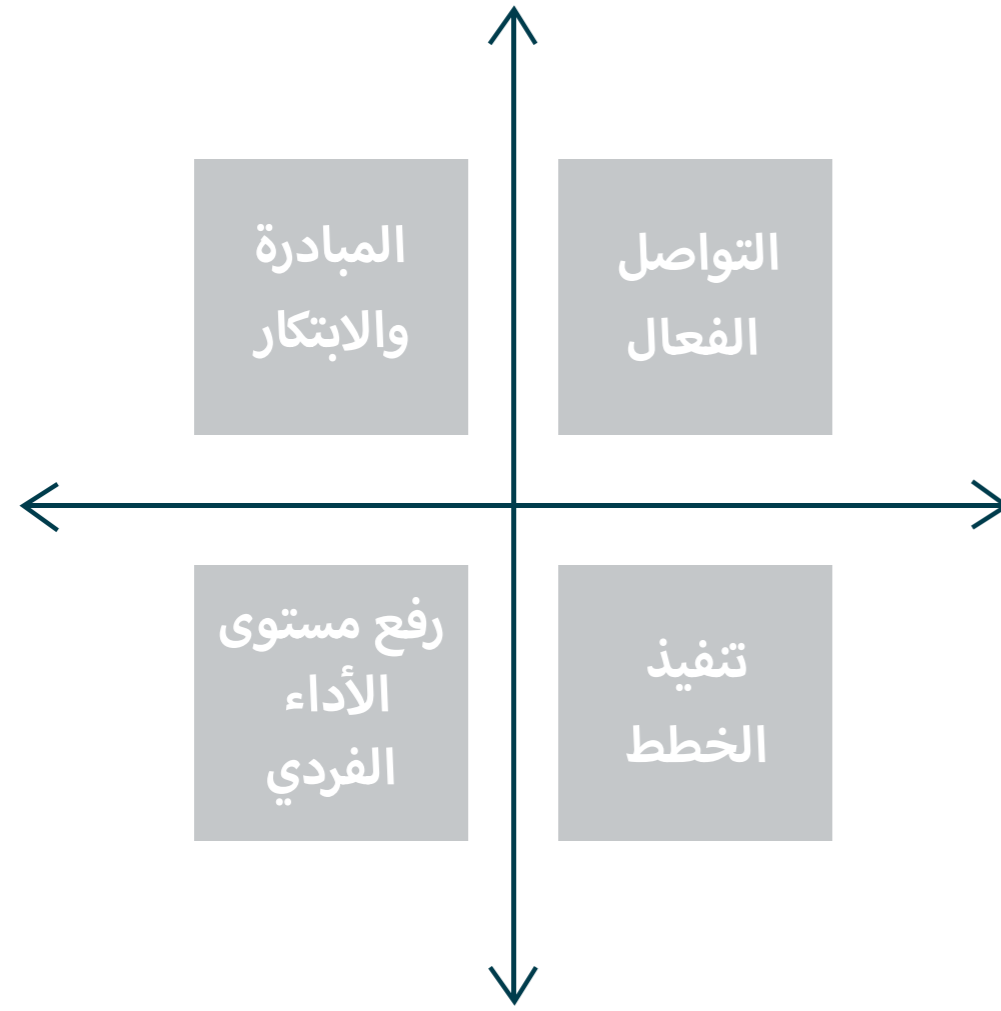 التواصل
الفعال
المبادرة
والابتكار
تنفيذ
الخطط
رفع مستوى
الأداء
الفردي